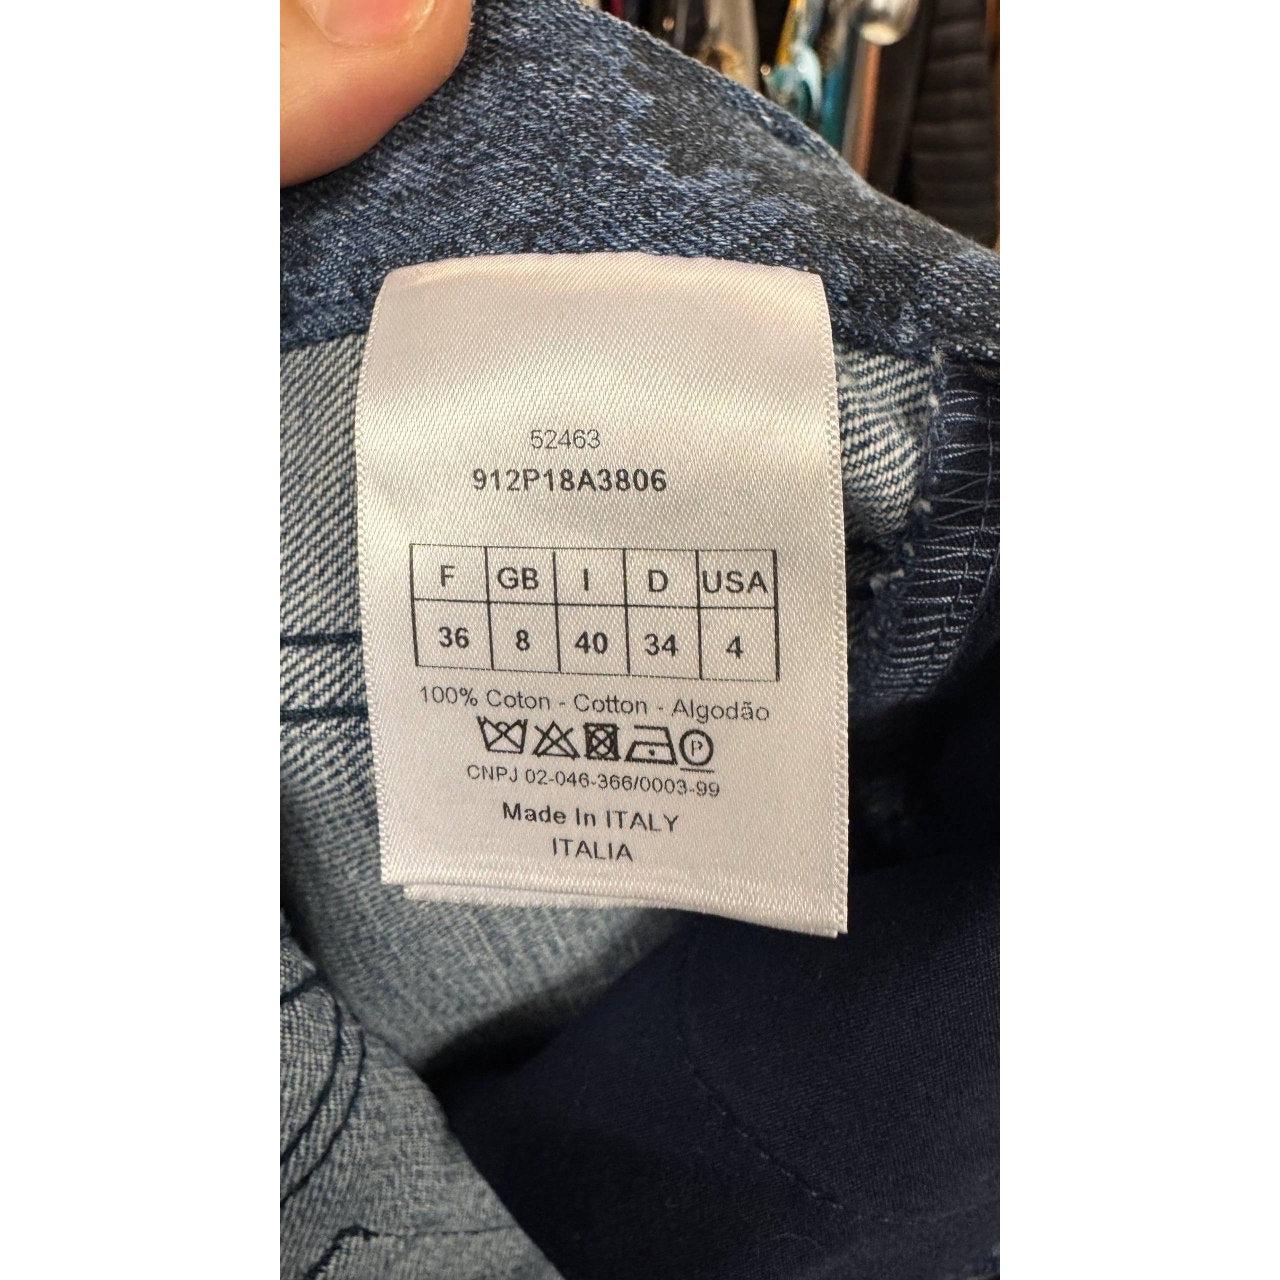 52463
912P18A3806
F GB I D USA
36 8 40 34 4
100% Coton - Cotton - Algodão
P
CNPJ 02-046-366/0003-99
Made In ITALY
ITALIA